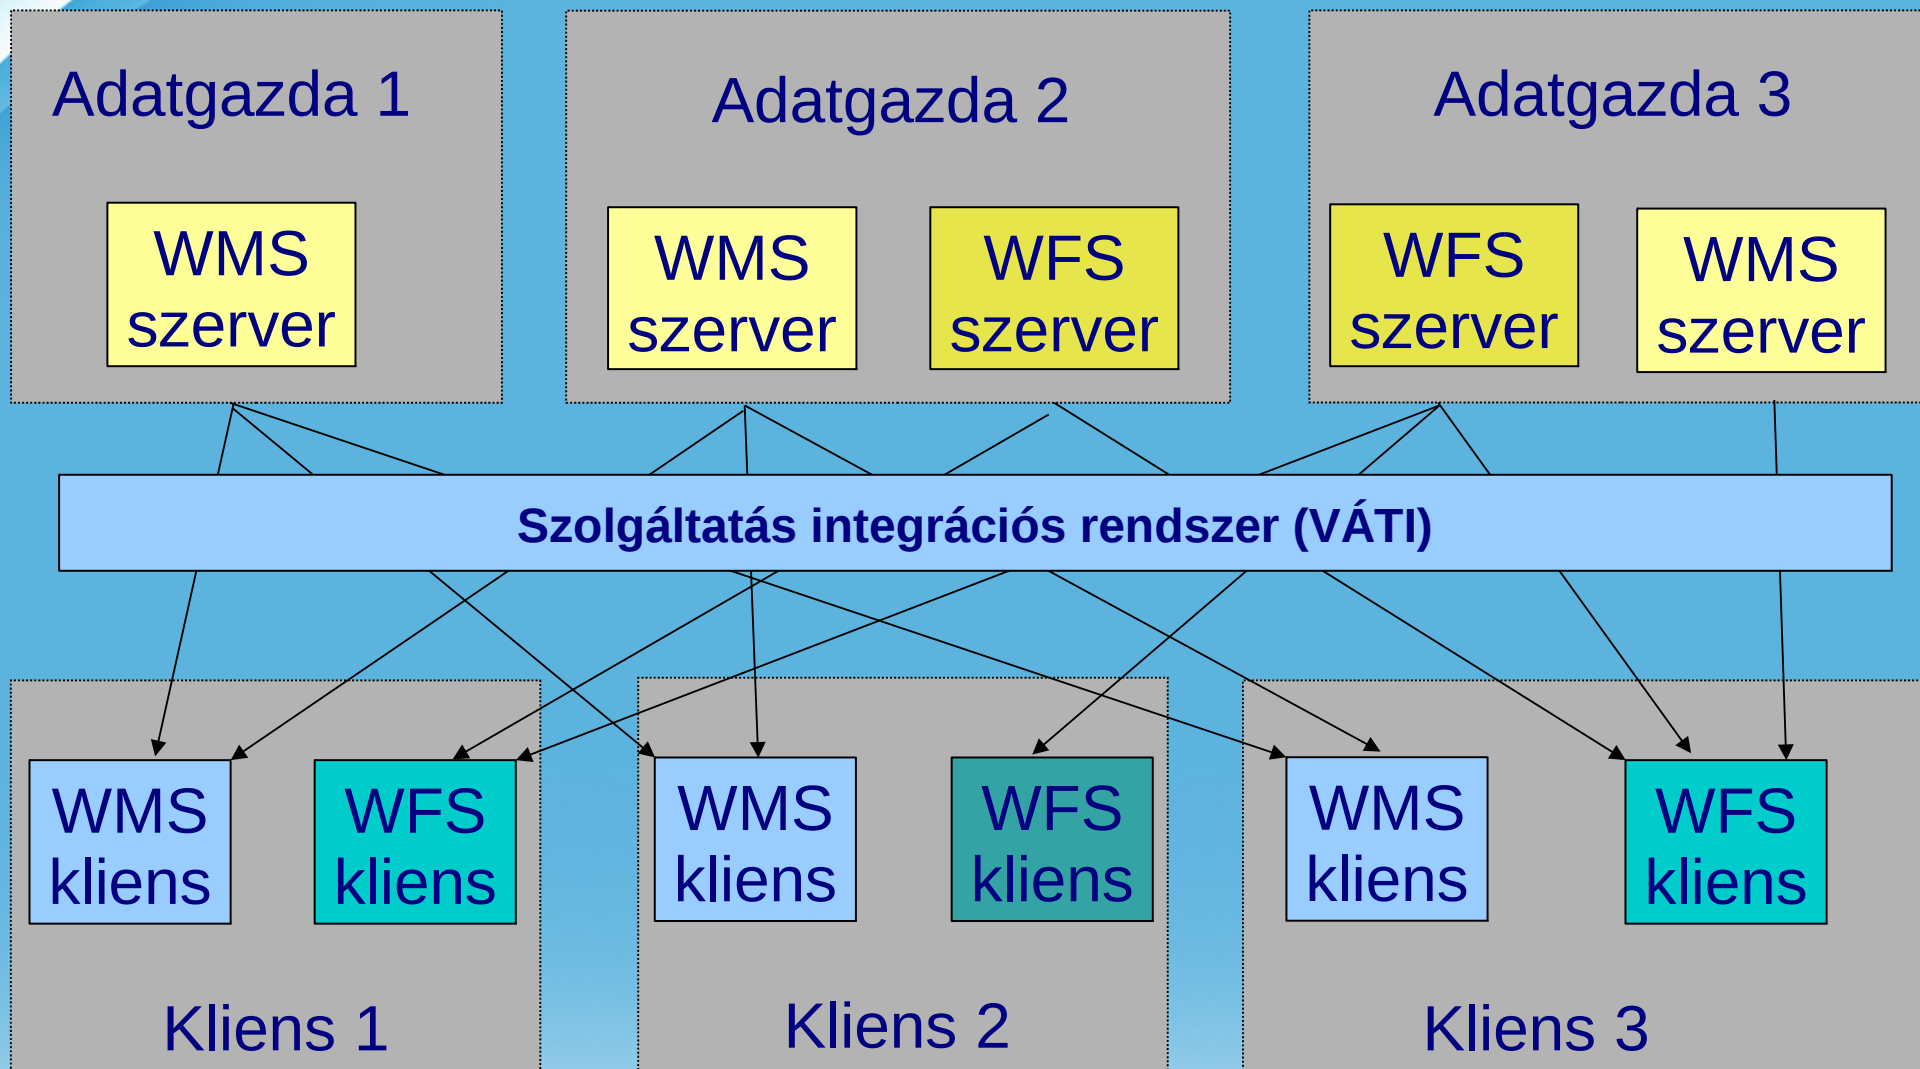 Adatgazda 1
Adatgazda 2
Adatgazda 3
WMS
szerver
WMS
szerver
WFS
szerver
WFS
szerver
WMS
szerver
Szolgáltatás integrációs rendszer (VÁTI)
WMS
kliens
WFS
kliens
WMS
kliens
WFS
kliens
WMS
kliens
WFS
kliens
Kliens 1
Kliens 2
Kliens 3